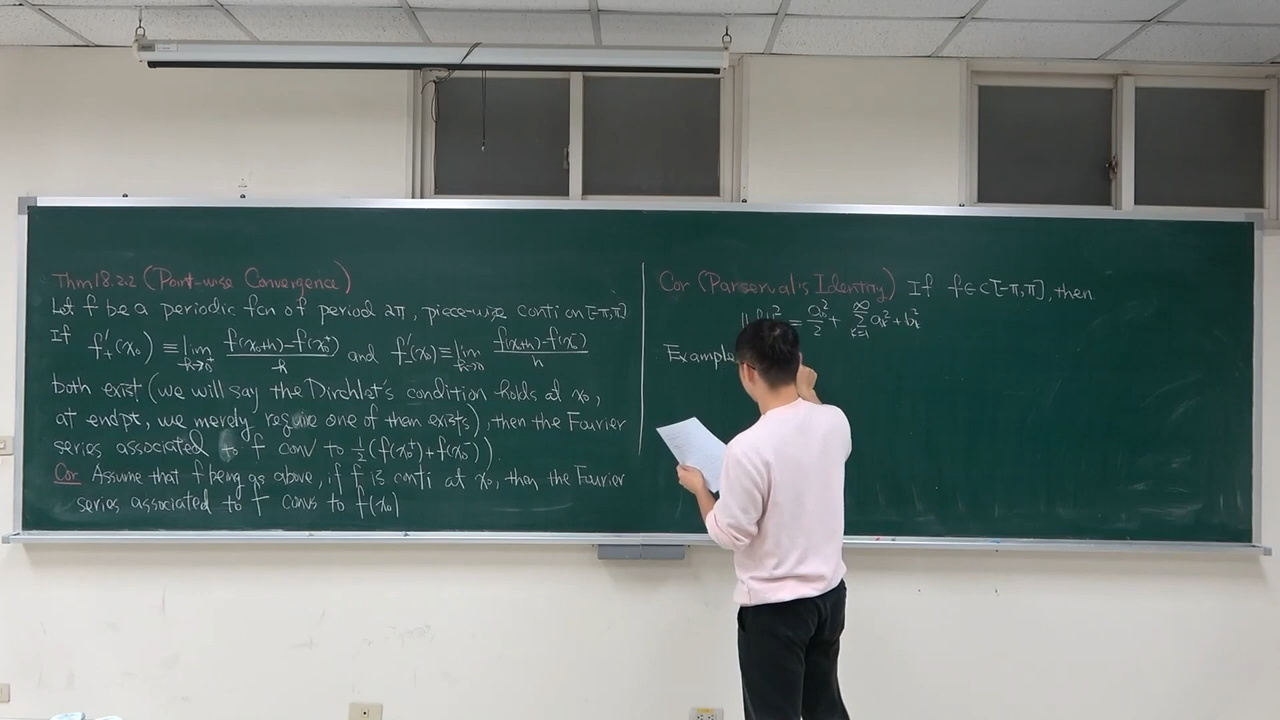 Thm 18.2.2 (Point-wise Convergence)
Let f be a periodic fcn of period 2π, piece-wise conti on [-π,π]
If f'₊(x₀) ≡ lim_{h→0⁺} (f(x₀+h)-f(x₀⁺))/h and f'₋(x₀) ≡ lim_{h→0⁻} (f(x₀+h)-f(x₀⁻))/h
both exist (we will say the Dirchlet's condition holds at x₀,
at endpt, we merely require one of them exists), then the Fourier
series associated to f conv to ½(f(x₀⁺)+f(x₀⁻)).
Cor Assume that f being as above, if f is conti at x₀, then the Fourier
series associated to f convs to f(x₀)
Cor (Parserval's Identity) If f∈C[-π,π], then
‖f‖² = a₀²/2 + Σ_{k=1}^∞ aₖ²+bₖ²
Example